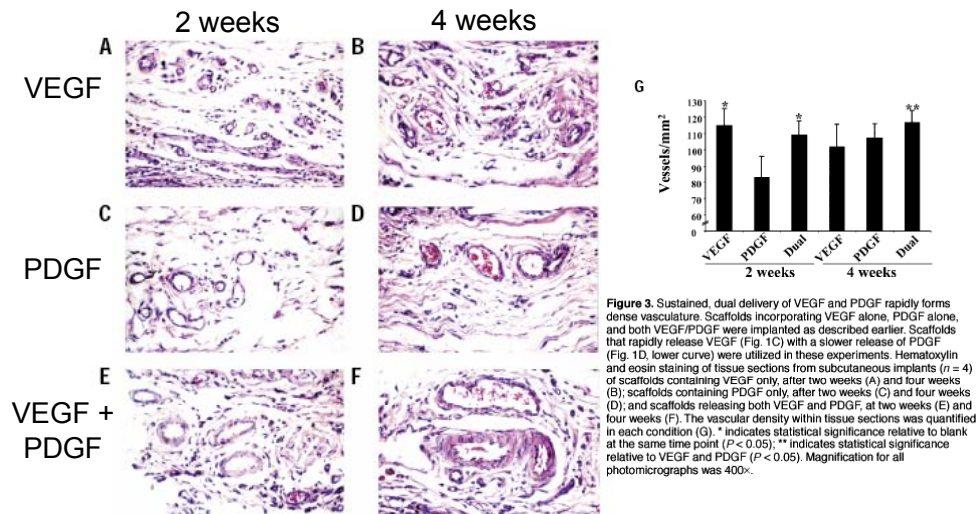 2 weeks
4 weeks
A
B
VEGF
C
D
PDGF
E
F
VEGF +
PDGF
G
Vessels/mm²
130
120
110
100
90
80
60
0
*
*
**
VEGF
PDGF
Dual
VEGF
PDGF
Dual
2 weeks
4 weeks
Figure 3. Sustained, dual delivery of VEGF and PDGF rapidly forms
dense vasculature. Scaffolds incorporating VEGF alone, PDGF alone,
and both VEGF/PDGF were implanted as described earlier. Scaffolds
that rapidly release VEGF (Fig. 1C) with a slower release of PDGF
(Fig. 1D, lower curve) were utilized in these experiments. Hematoxylin
and eosin staining of tissue sections from subcutaneous implants (n = 4)
of scaffolds containing VEGF only, after two weeks (A) and four weeks
(B); scaffolds containing PDGF only, after two weeks (C) and four weeks
(D); and scaffolds releasing both VEGF and PDGF, at two weeks (E) and
four weeks (F). The vascular density within tissue sections was quantified
in each condition (G). * indicates statistical significance relative to blank
at the same time point (P < 0.05); ** indicates statistical significance
relative to VEGF and PDGF (P < 0.05). Magnification for all
photomicrographs was 400×.